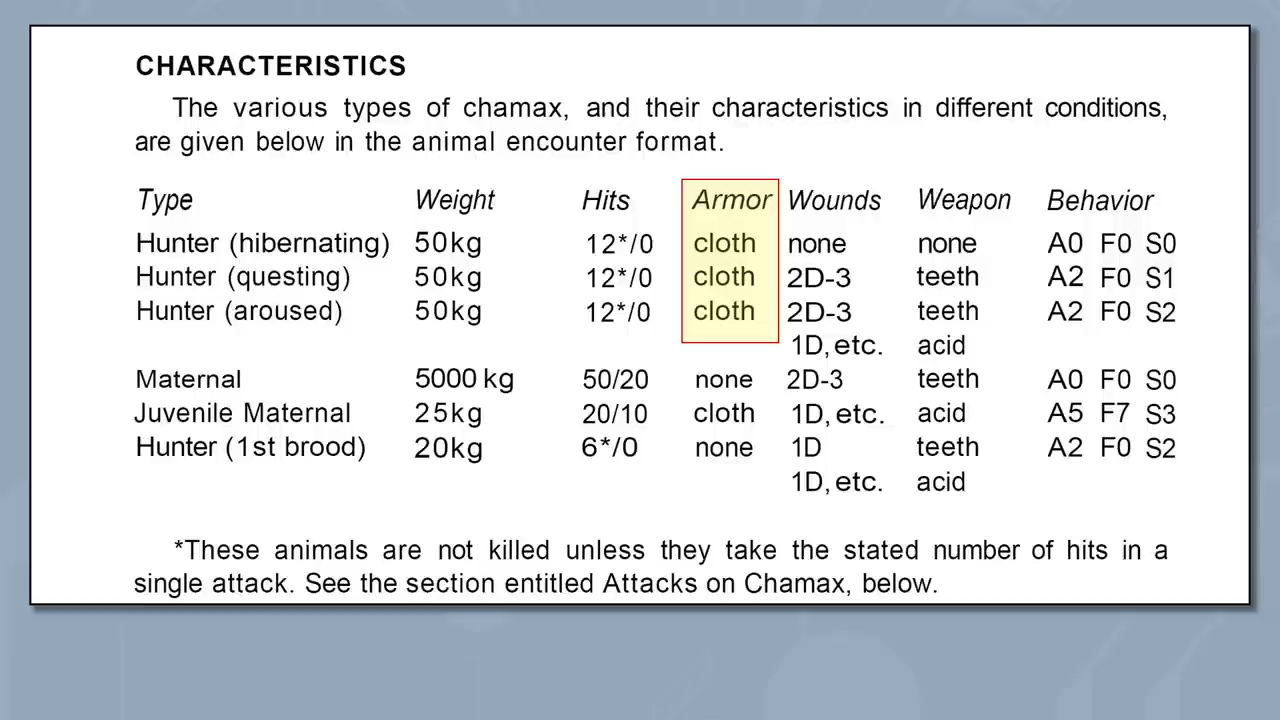 CHARACTERISTICS
The various types of chamax, and their characteristics in different conditions,
are given below in the animal encounter format.
Type Weight Hits Armor Wounds Weapon Behavior
Hunter (hibernating) 50kg 12*/0 cloth none none A0 F0 S0
Hunter (questing) 50kg 12*/0 cloth 2D-3 teeth A2 F0 S1
Hunter (aroused) 50kg 12*/0 cloth 2D-3 teeth A2 F0 S2
1D, etc. acid
Maternal 5000 kg 50/20 none 2D-3 teeth A0 F0 S0
Juvenile Maternal 25kg 20/10 cloth 1D, etc. acid A5 F7 S3
Hunter (1st brood) 20kg 6*/0 none 1D teeth A2 F0 S2
1D, etc. acid
*These animals are not killed unless they take the stated number of hits in a
single attack. See the section entitled Attacks on Chamax, below.